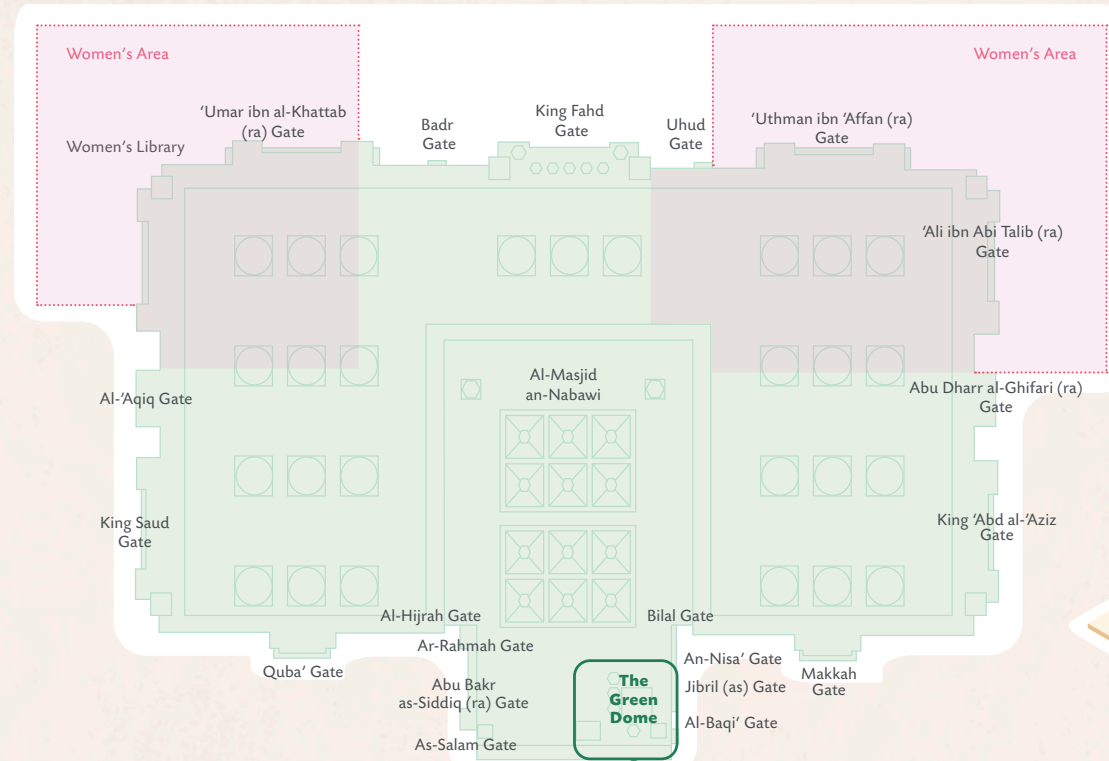 Women's Area
Women's Area
'Umar ibn al-Khattab
(ra) Gate
Badr
Gate
King Fahd
Gate
Uhud
Gate
'Uthman ibn 'Affan (ra)
Gate
Women's Library
'Ali ibn Abi Talib (ra)
Gate
Al-Masjid
an-Nabawi
Al-'Aqiq Gate
Abu Dharr al-Ghifari (ra)
Gate
King Saud
Gate
King 'Abd al-'Aziz
Gate
Al-Hijrah Gate
Bilal Gate
Ar-Rahmah Gate
Quba' Gate
An-Nisa' Gate
Makkah
Gate
Abu Bakr
as-Siddiq (ra) Gate
The
Green
Dome
Jibril (as) Gate
Al-Baqi' Gate
As-Salam Gate